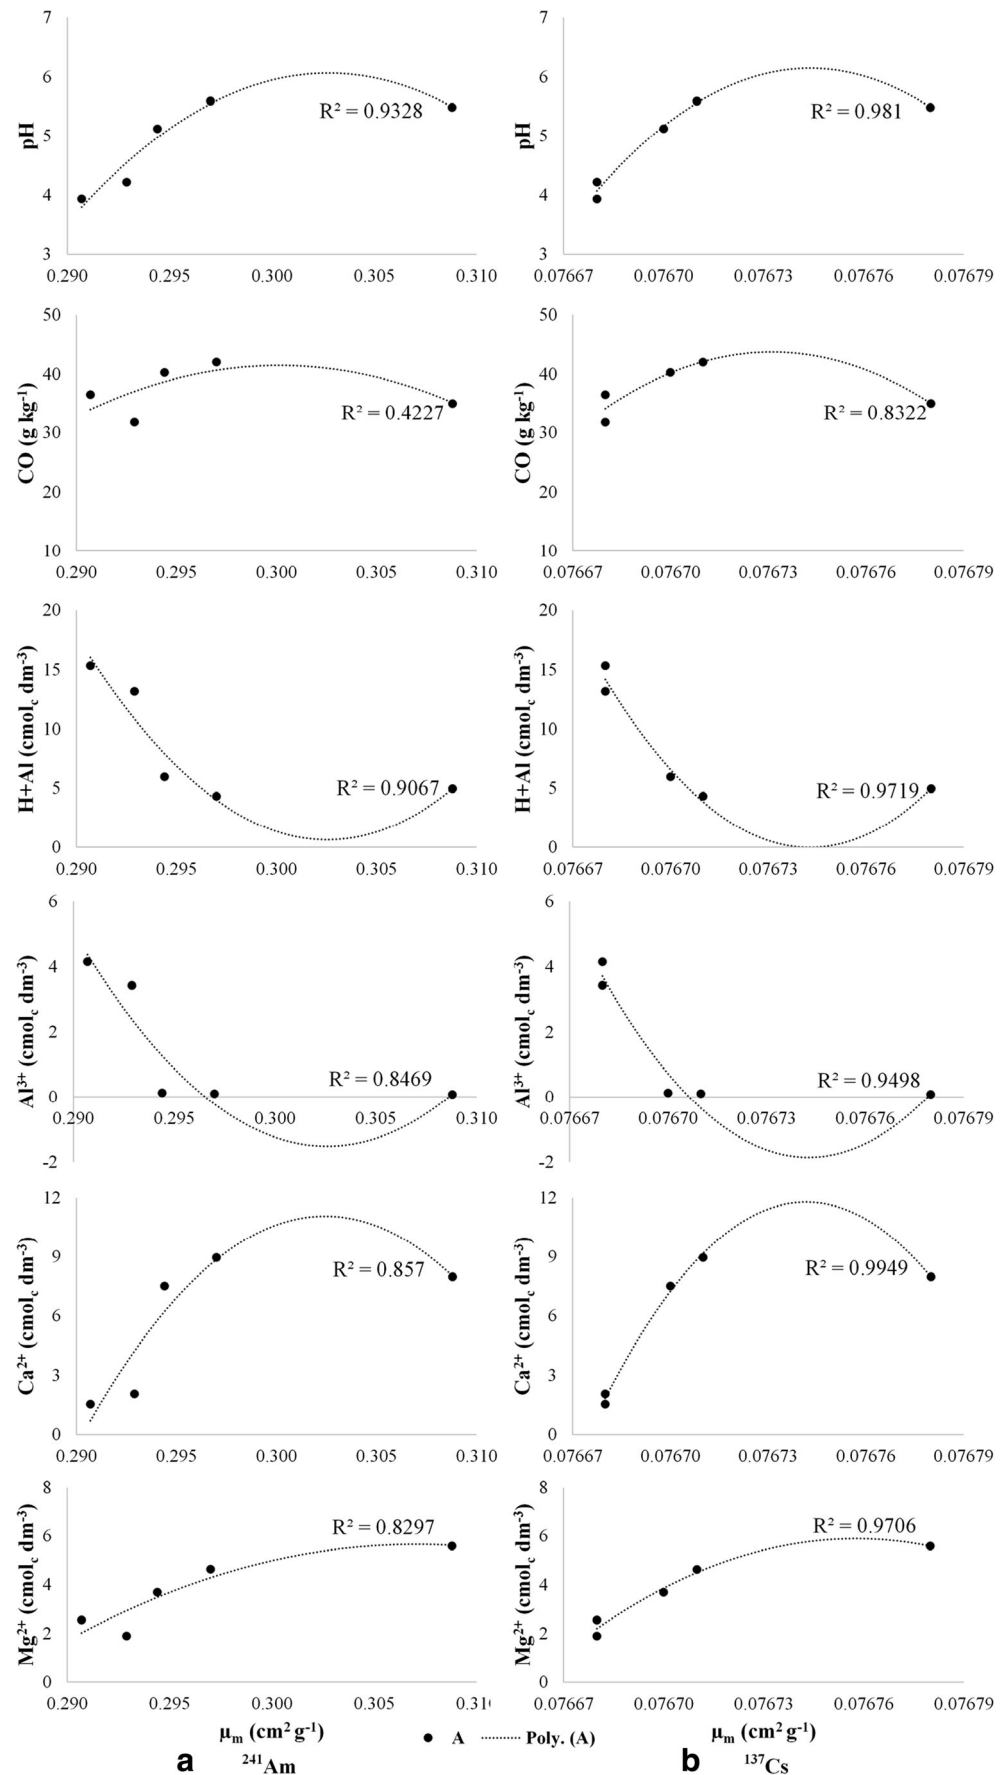 7
6
5
4
3
pH
R² = 0.9328
0.290 0.295 0.300 0.305 0.310
7
6
5
4
3
pH
R² = 0.981
0.07667 0.07670 0.07673 0.07676 0.07679
50
40
30
20
10
CO (g kg⁻¹)
R² = 0.4227
0.290 0.295 0.300 0.305 0.310
50
40
30
20
10
CO (g kg⁻¹)
R² = 0.8322
0.07667 0.07670 0.07673 0.07676 0.07679
20
15
10
5
0
H+Al (cmol꜀ dm⁻³)
R² = 0.9067
0.290 0.295 0.300 0.305 0.310
20
15
10
5
0
H+Al (cmol꜀ dm⁻³)
R² = 0.9719
0.07667 0.07670 0.07673 0.07676 0.07679
6
4
2
0
-2
Al³⁺ (cmol꜀ dm⁻³)
R² = 0.8469
0.290 0.295 0.300 0.305 0.310
6
4
2
0
-2
Al³⁺ (cmol꜀ dm⁻³)
R² = 0.9498
0.07667 0.07670 0.07673 0.07676 0.07679
12
9
6
3
0
Ca²⁺ (cmol꜀ dm⁻³)
R² = 0.857
0.290 0.295 0.300 0.305 0.310
12
9
6
3
0
Ca²⁺ (cmol꜀ dm⁻³)
R² = 0.9949
0.07667 0.07670 0.07673 0.07676 0.07679
8
6
4
2
0
Mg²⁺ (cmol꜀ dm⁻³)
R² = 0.8297
0.290 0.295 0.300 0.305 0.31
8
6
4
2
0
Mg²⁺ (cmol꜀ dm⁻³)
R² = 0.9706
0.07667 0.07670 0.07673 0.07676 0.07679
μₘ (cm² g⁻¹)
A Poly. (A)
μₘ (cm² g⁻¹)
a ²⁴¹Am
b ¹³⁷Cs